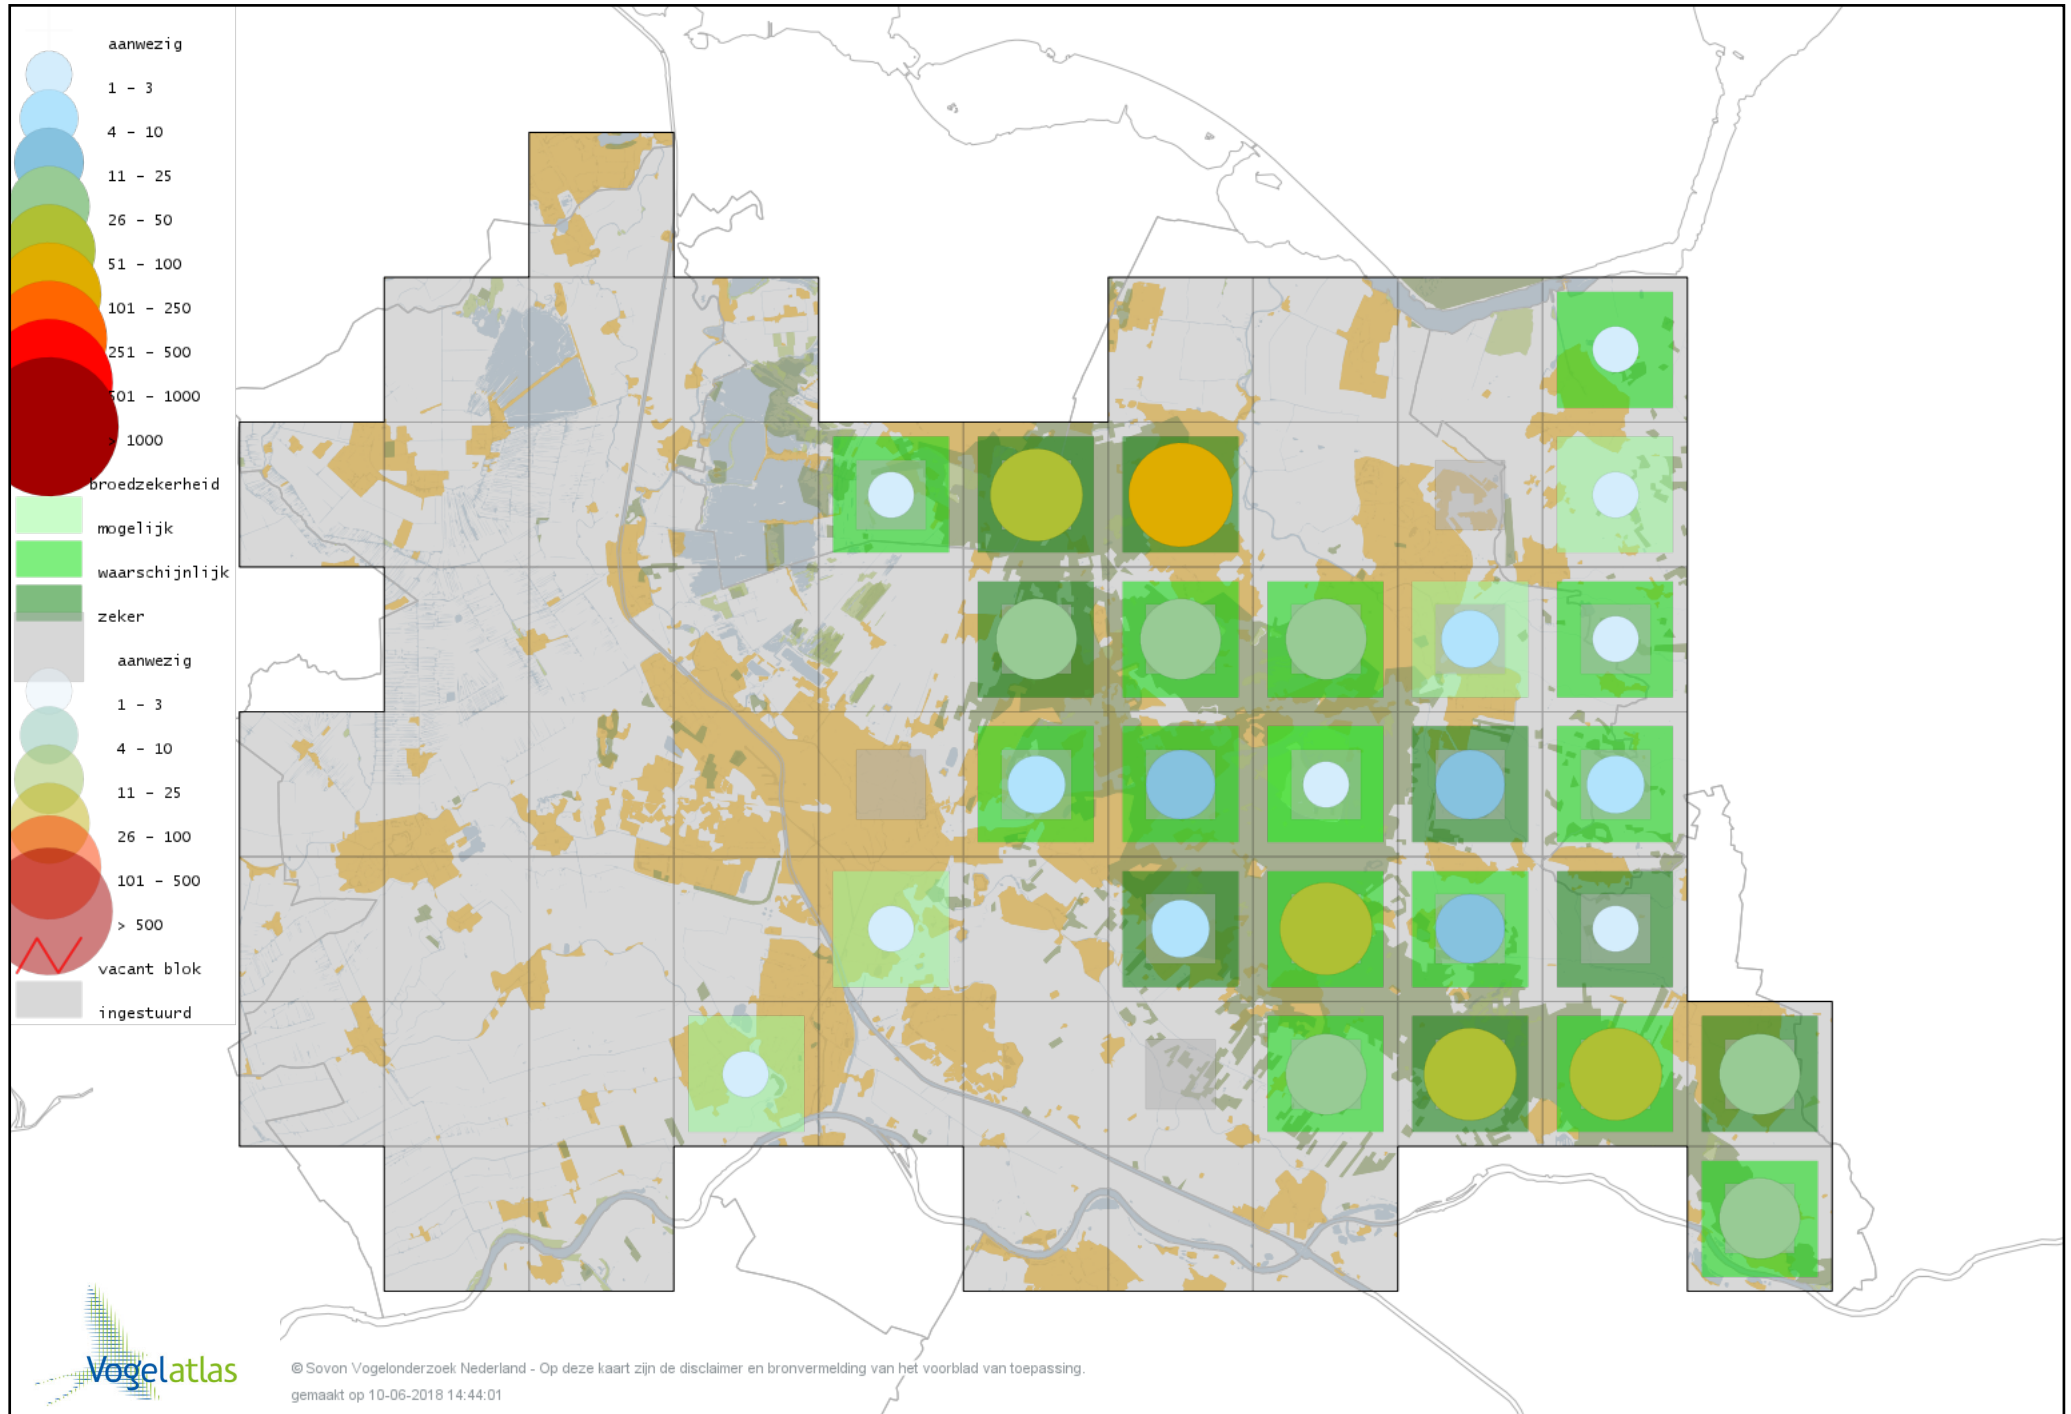 aanwezig
1 – 3
4 – 10
11 – 25
26 – 50
51 – 100
101 – 250
251 – 500
501 – 1000
> 1000
broedzekerheid
mogelijk
waarschijnlijk
zeker
aanwezig
1 – 3
4 – 10
11 – 25
26 – 100
101 – 500
> 500
vacant blok
ingestuurd
Vogelatlas
© Sovon Vogelonderzoek Nederland - Op deze kaart zijn de disclaimer en bronvermelding van het voorblad van toepassing.
gemaakt op 10-06-2018 14:44:01